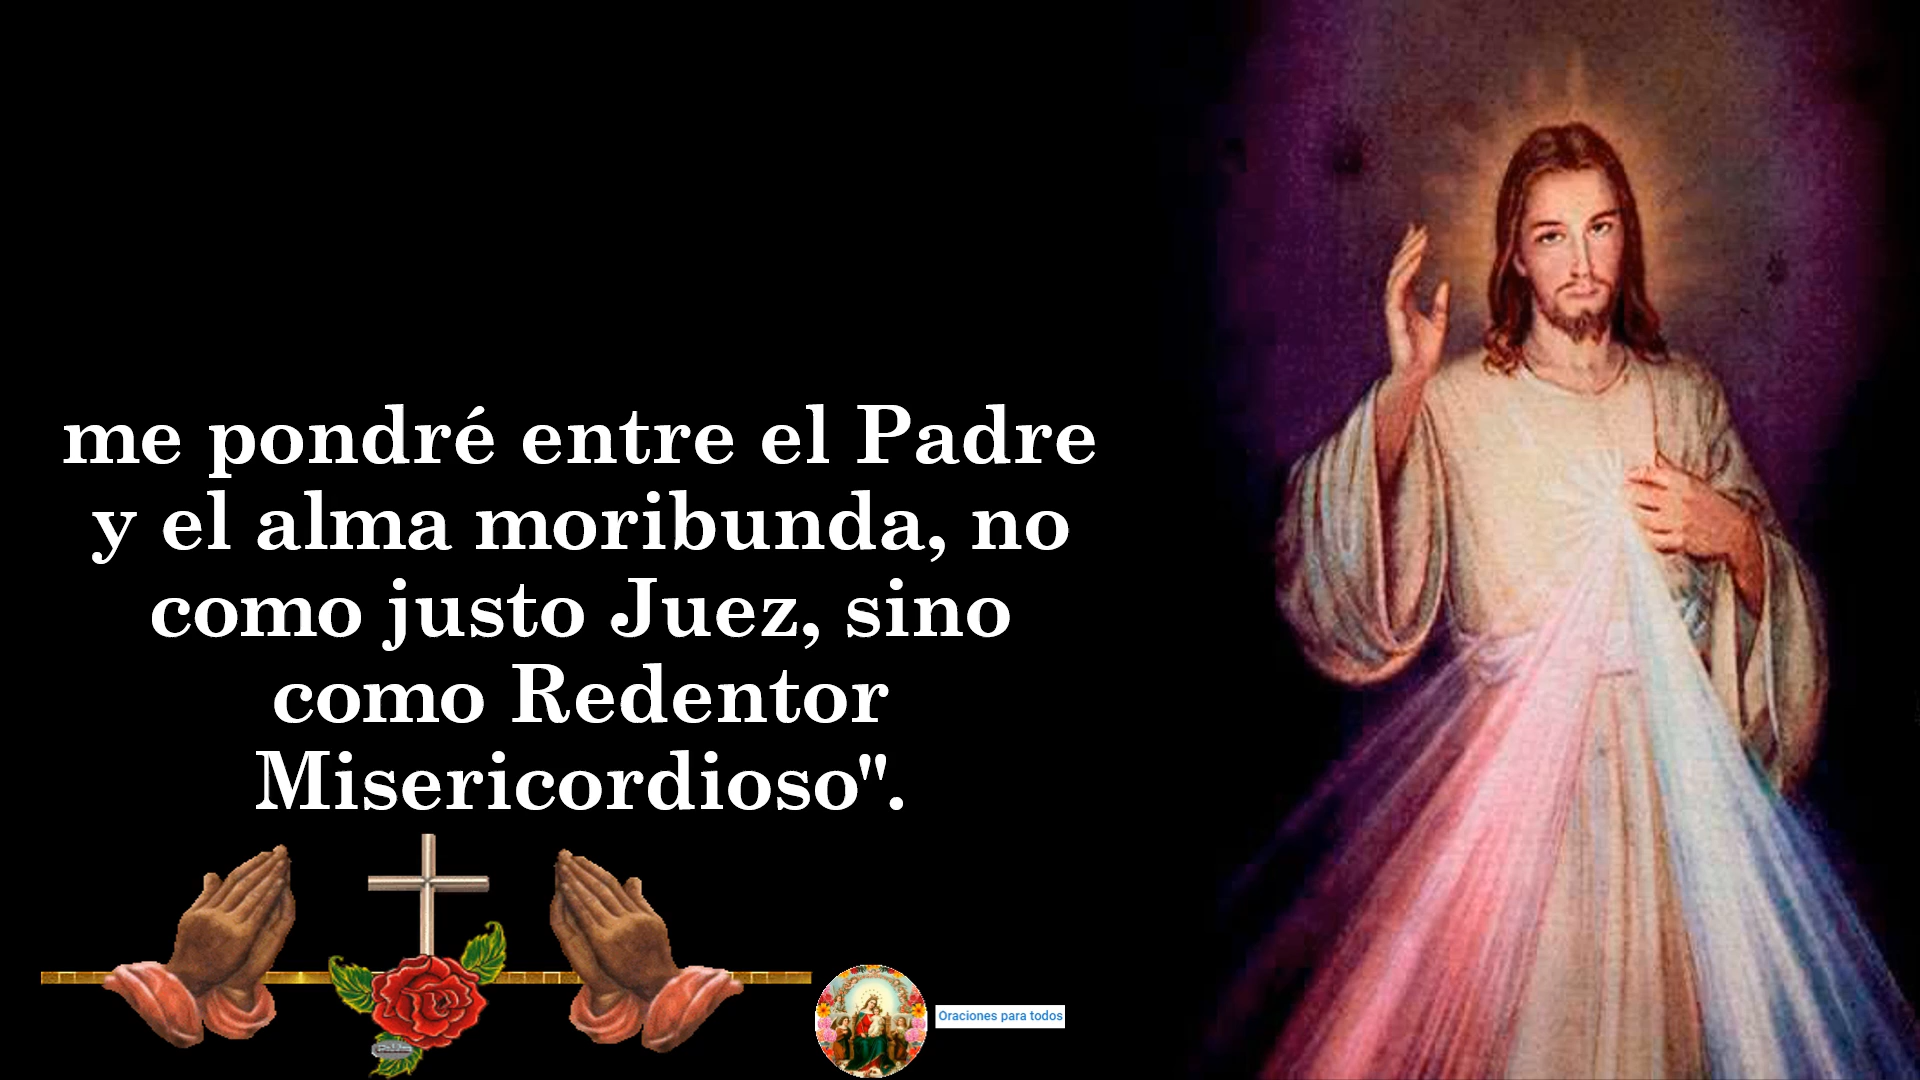 me pondré entre el Padre
y el alma moribunda, no
como justo Juez, sino
como Redentor
Misericordioso".
Oraciones para todos